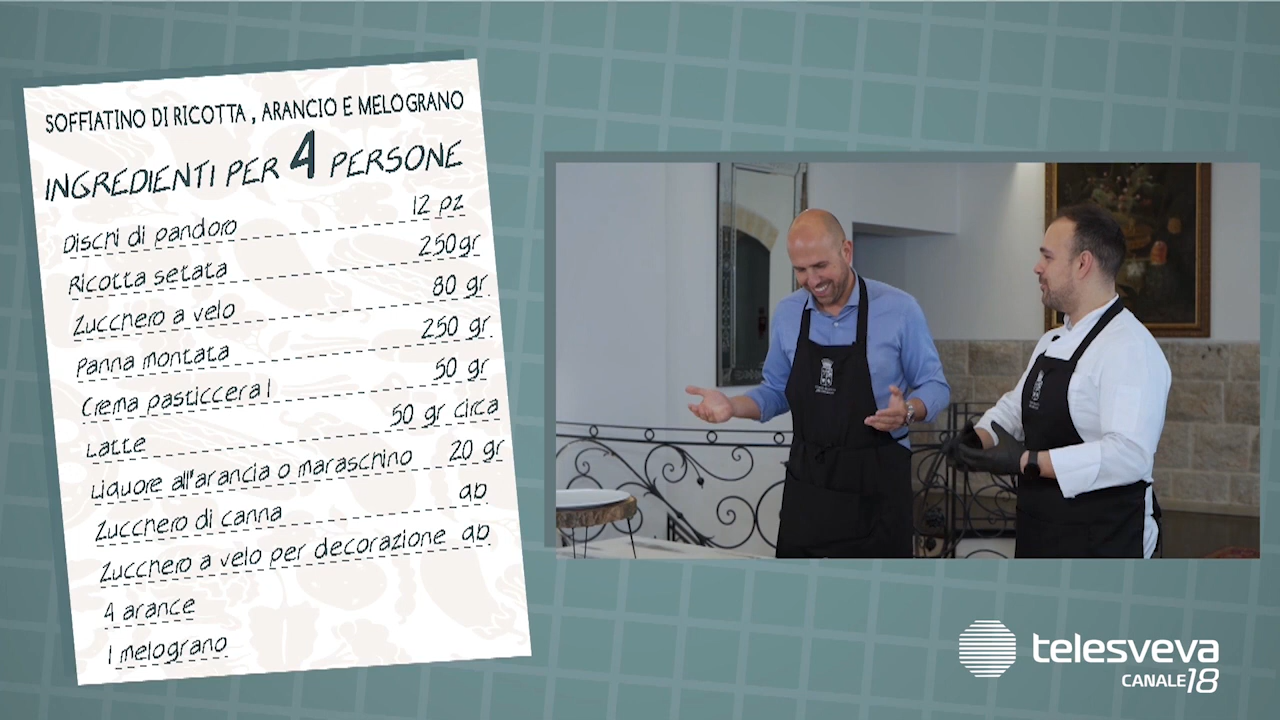 SOFFIATINO DI RICOTTA , ARANCIO E MELOGRANO
INGREDIENTI PER 4 PERSONE
Dischi di pandoro 12 pz
Ricotta setata 250gr
Zucchero a velo 80 gr
Panna montata 250 gr
Crema pasticcera l 50 gr
Latte 50 gr circa
Liquore all'arancia o maraschino 20 gr
Zucchero di canna qb
Zucchero a velo per decorazione qb
4 arance
1 melograno
telesveva
CANALE 18